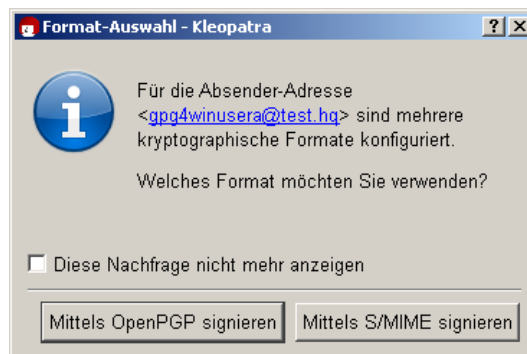 Format-Auswahl - Kleopatra
Für die Absender-Adresse
<gpg4winusera@test.hq> sind mehrere
kryptographische Formate konfiguriert.
Welches Format möchten Sie verwenden?
Diese Nachfrage nicht mehr anzeigen
Mittels OpenPGP signieren
Mittels S/MIME signieren